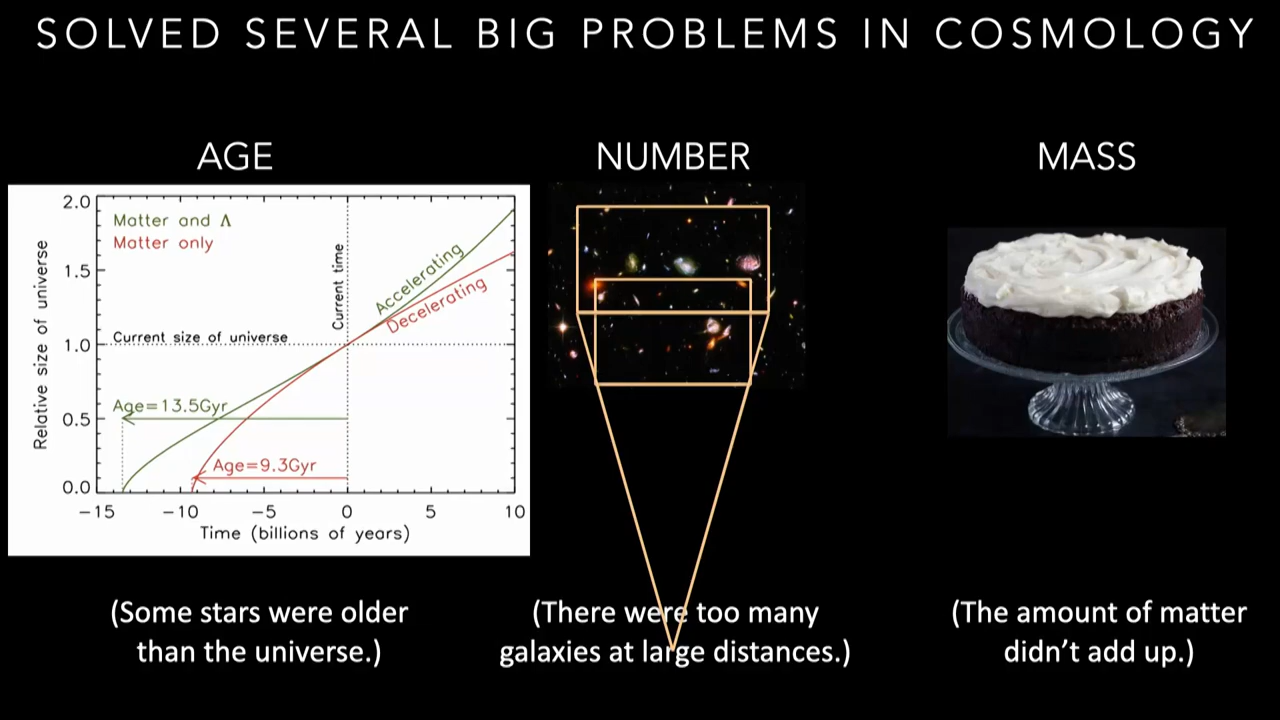 SOLVED SEVERAL BIG PROBLEMS IN COSMOLOGY
AGE
2.0
1.5
1.0
0.5
0.0
Relative size of universe
Matter and Λ
Matter only
Current time
Accelerating
Decelerating
Current size of universe
Age=13.5Gyr
Age=9.3Gyr
−15 −10 −5 0 5 10
Time (billions of years)
(Some stars were older
than the universe.)
NUMBER
(There were too many
galaxies at large distances.)
MASS
(The amount of matter
didn’t add up.)